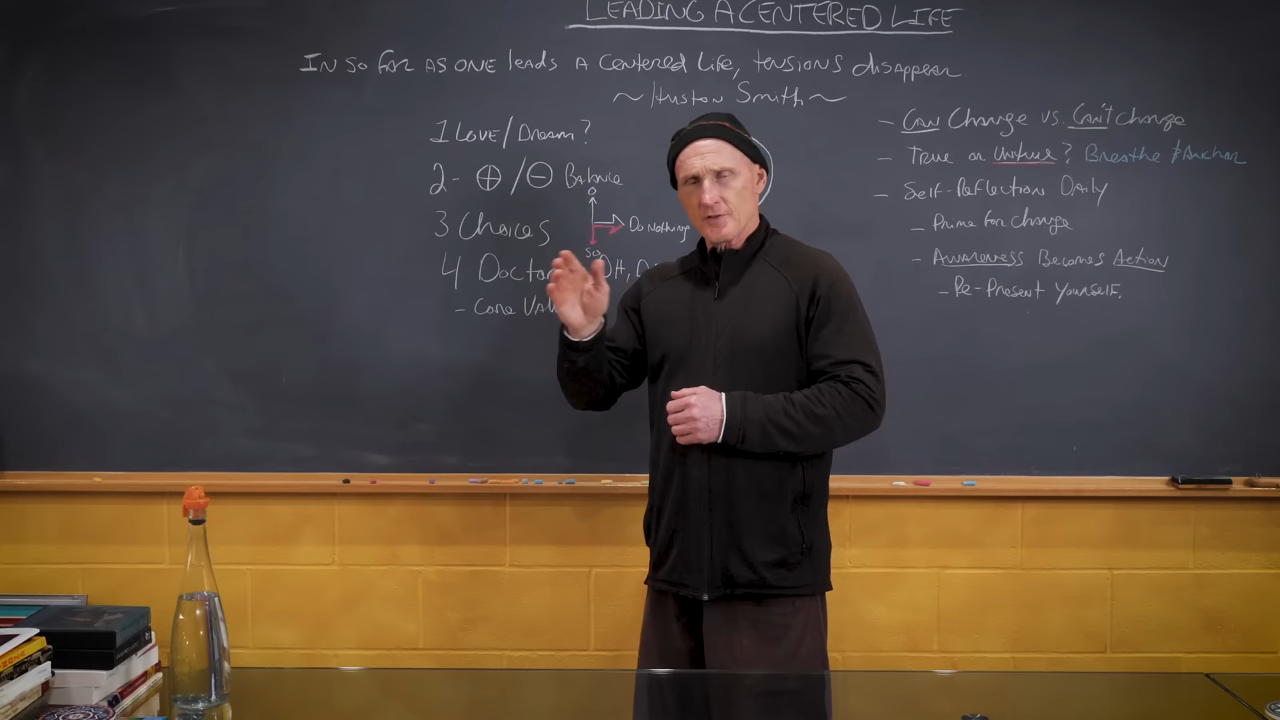 LEADING A CENTERED LIFE
IN SO FAR AS ONE leads A Centered Life, tensions disappear.
~ Huston Smith ~
1 Love/Dream?
2- ⊕/⊖ Balance
3 Choices
Do Nothing
4
- Core
- Can Change vs. Can't change
- True or Untrue? Breathe & Anchor
- Self-Reflection Daily
- Prime for Change
- Awareness Becomes Action
- Re-Present Yourself.